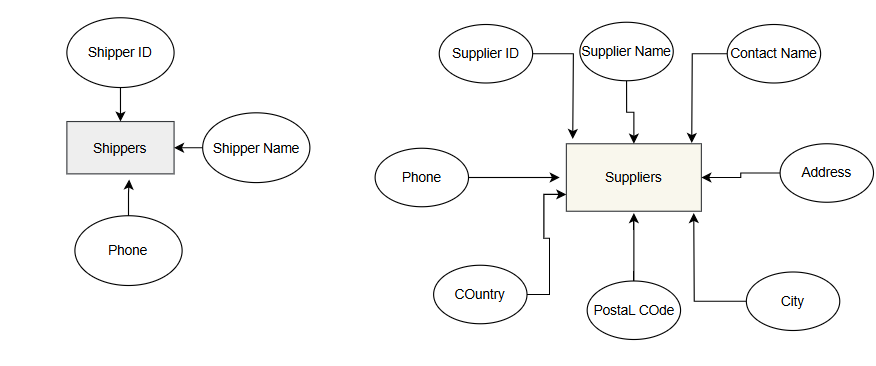 Shipper ID
Shippers
Shipper Name
Phone
Supplier ID
Supplier Name
Contact Name
Phone
Suppliers
Address
COuntry
PostaL COde
City